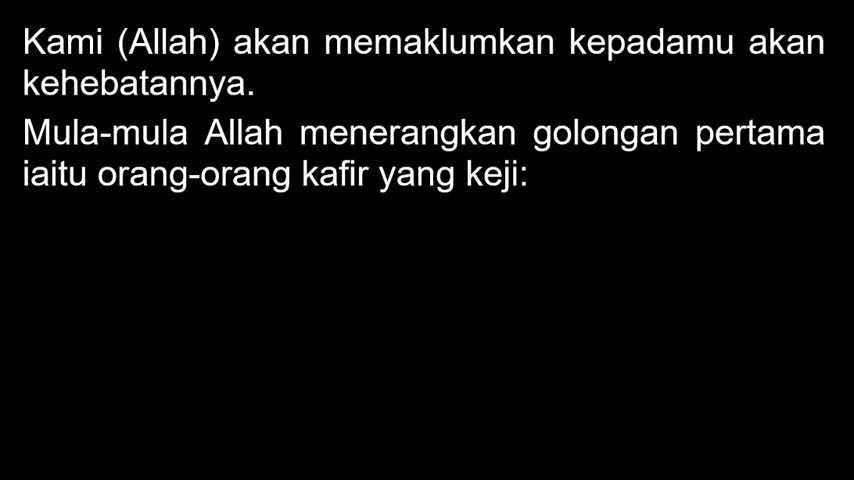 Kami (Allah) akan memaklumkan kepadamu akan
kehebatannya.
Mula-mula Allah menerangkan golongan pertama
iaitu orang-orang kafir yang keji: